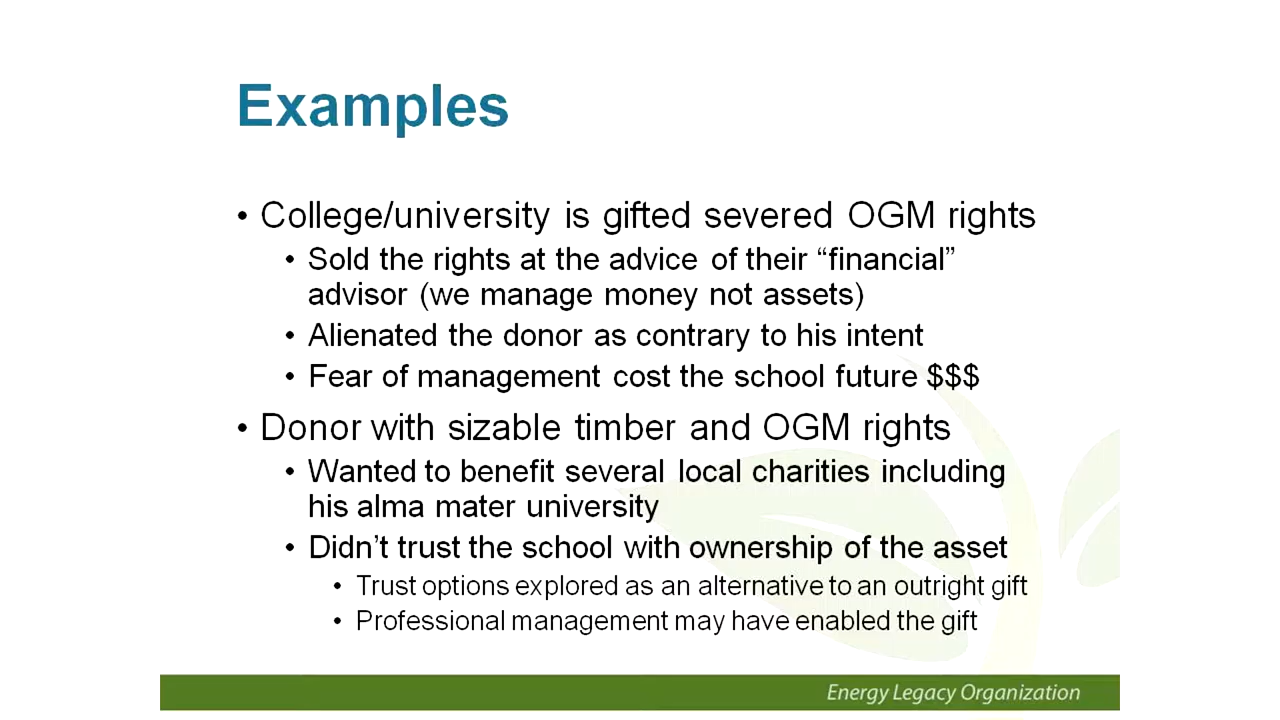 Examples
• College/university is gifted severed OGM rights
• Sold the rights at the advice of their “financial”
advisor (we manage money not assets)
• Alienated the donor as contrary to his intent
• Fear of management cost the school future $$$
• Donor with sizable timber and OGM rights
• Wanted to benefit several local charities including
his alma mater university
• Didn’t trust the school with ownership of the asset
• Trust options explored as an alternative to an outright gift
• Professional management may have enabled the gift
Energy Legacy Organization